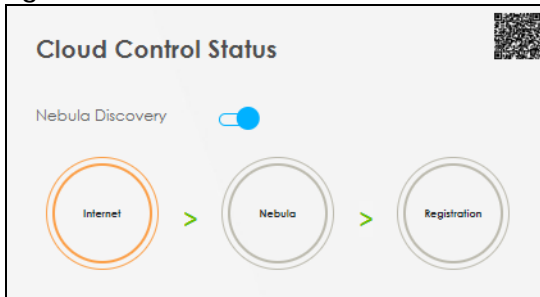 Cloud Control Status
Nebula Discovery
Internet > Nebula > Registration